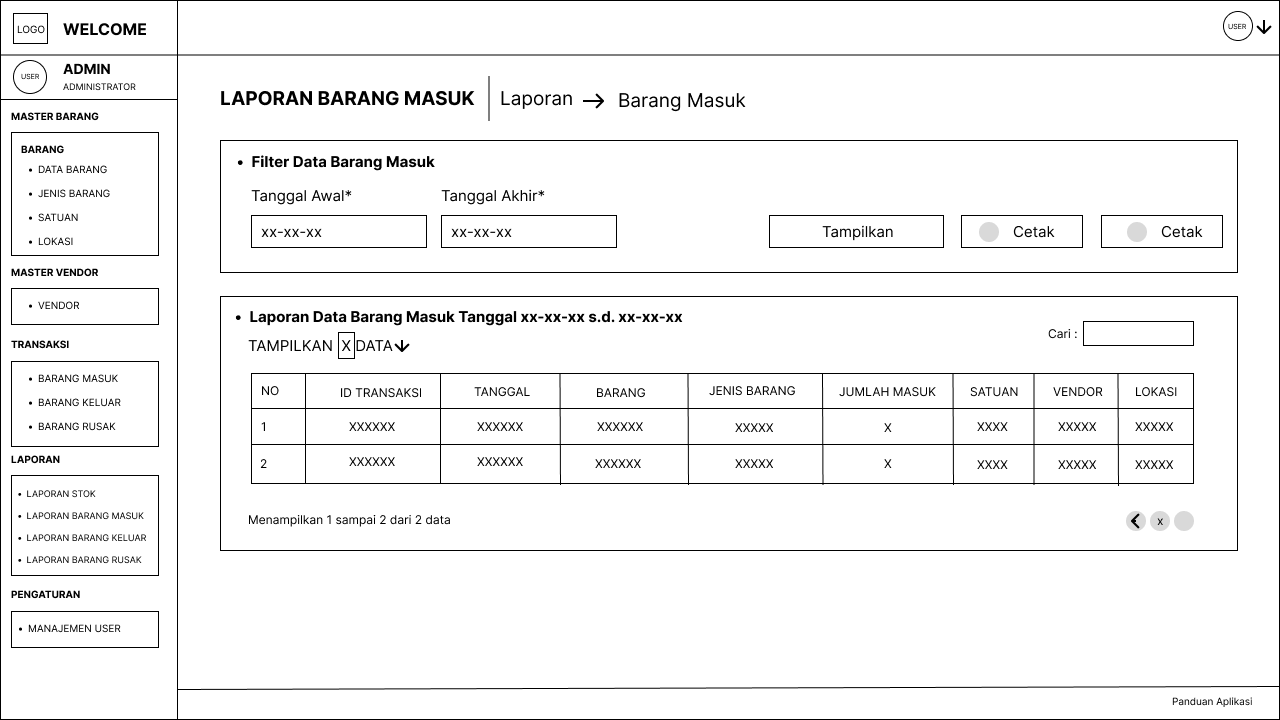 LOGO WELCOME
USER
USER ADMIN
ADMINISTRATOR
MASTER BARANG
BARANG
• DATA BARANG
• JENIS BARANG
• SATUAN
• LOKASI
MASTER VENDOR
• VENDOR
TRANSAKSI
• BARANG MASUK
• BARANG KELUAR
• BARANG RUSAK
LAPORAN
• LAPORAN STOK
• LAPORAN BARANG MASUK
• LAPORAN BARANG KELUAR
• LAPORAN BARANG RUSAK
PENGATURAN
• MANAJEMEN USER
LAPORAN BARANG MASUK Laporan → Barang Masuk
• Filter Data Barang Masuk
Tanggal Awal* Tanggal Akhir*
xx-xx-xx xx-xx-xx Tampilkan Cetak Cetak
• Laporan Data Barang Masuk Tanggal xx-xx-xx s.d. xx-xx-xx
Cari :
TAMPILKAN X DATA
NO ID TRANSAKSI TANGGAL BARANG JENIS BARANG JUMLAH MASUK SATUAN VENDOR LOKASI
1 XXXXXX XXXXXX XXXXXX XXXXX X XXXX XXXXX XXXXX
2 XXXXXX XXXXXX XXXXXX XXXXX X XXXX XXXXX XXXXX
Menampilkan 1 sampai 2 dari 2 data x
Panduan Aplikasi